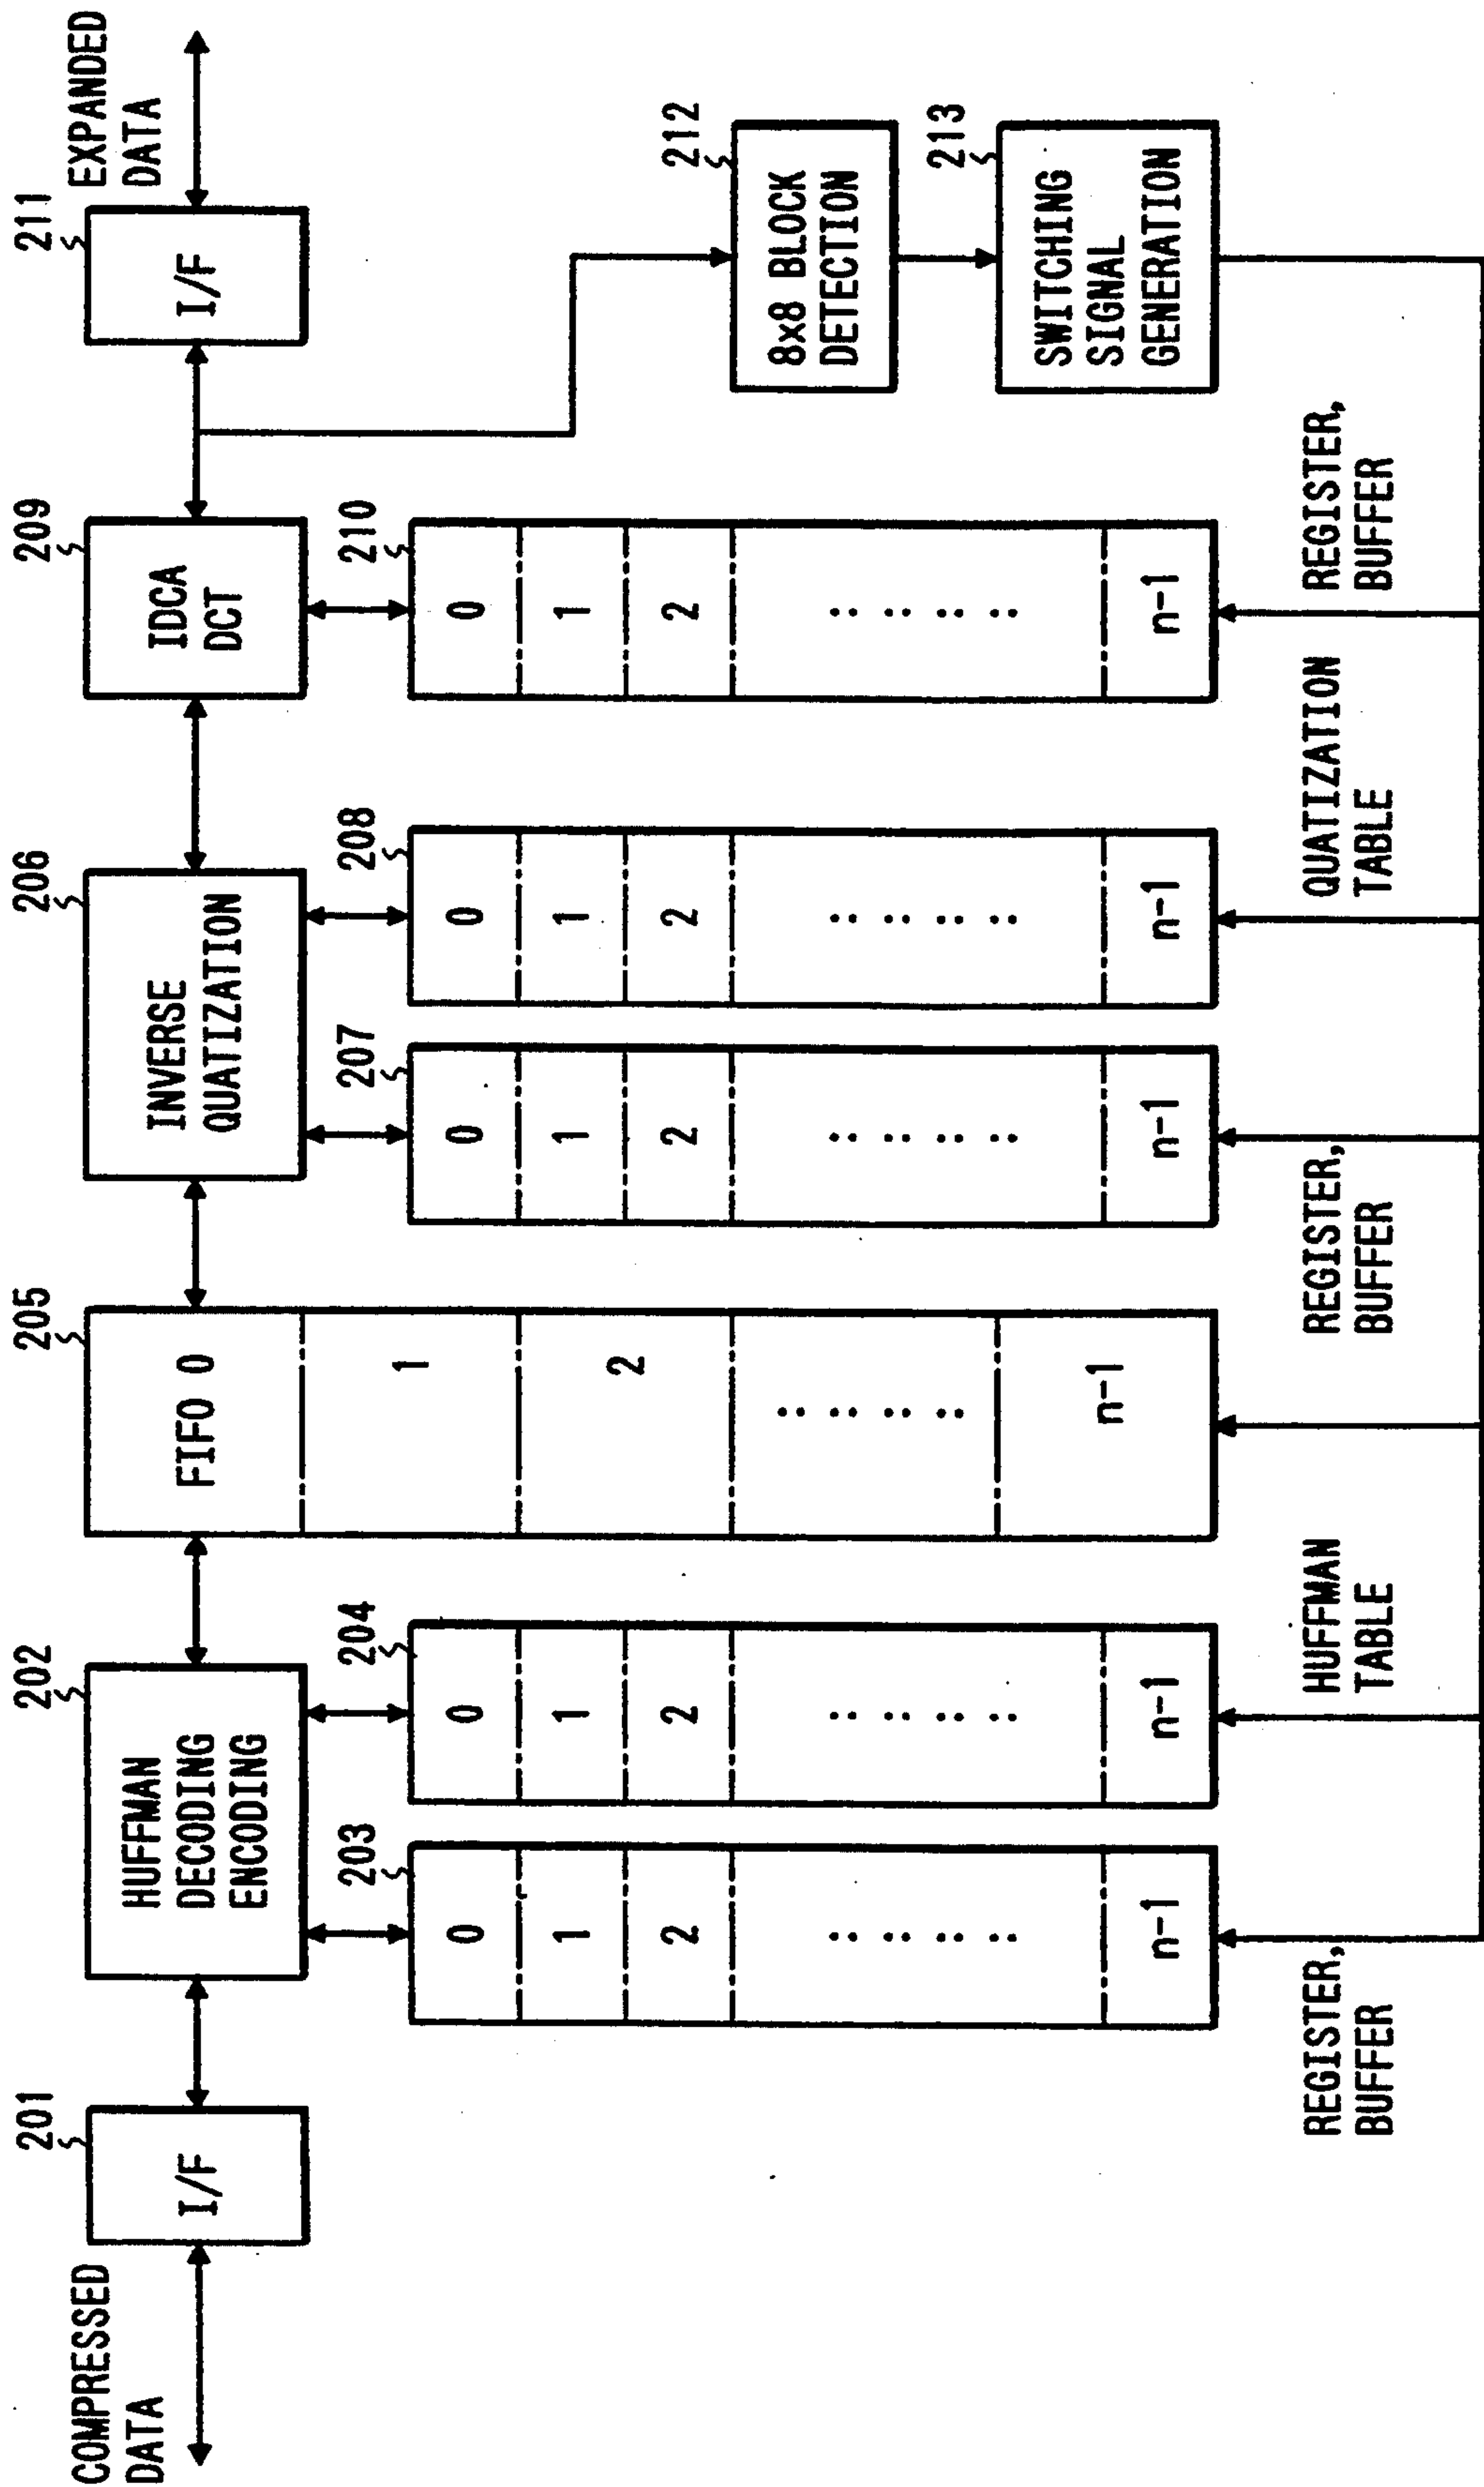 COMPRESSED
DATA
201
I/F
202
HUFFMAN
DECODING
ENCODING
203
0
1
2
n-1
REGISTER,
BUFFER
204
0
1
2
n-1
HUFFMAN
TABLE
205
FIFO 0
1
2
n-1
206
INVERSE
QUATIZATION
207
0
1
2
n-1
REGISTER,
BUFFER
208
0
1
2
n-1
QUATIZATION
TABLE
209
IDCA
DCT
210
0
1
2
n-1
REGISTER,
BUFFER
211
I/F
EXPANDED
DATA
212
8x8 BLOCK
DETECTION
213
SWITCHING
SIGNAL
GENERATION